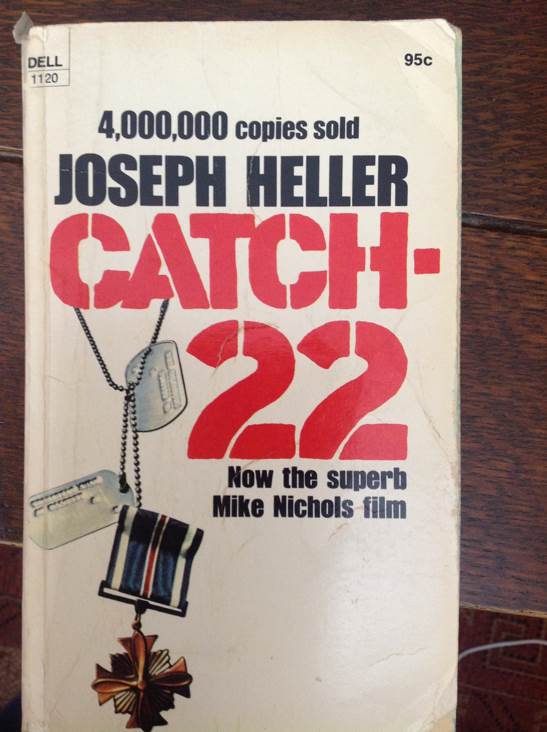 DELL
1120
95c
4,000,000 copies sold
JOSEPH HELLER
CATCH-
22
Now the superb
Mike Nichols film